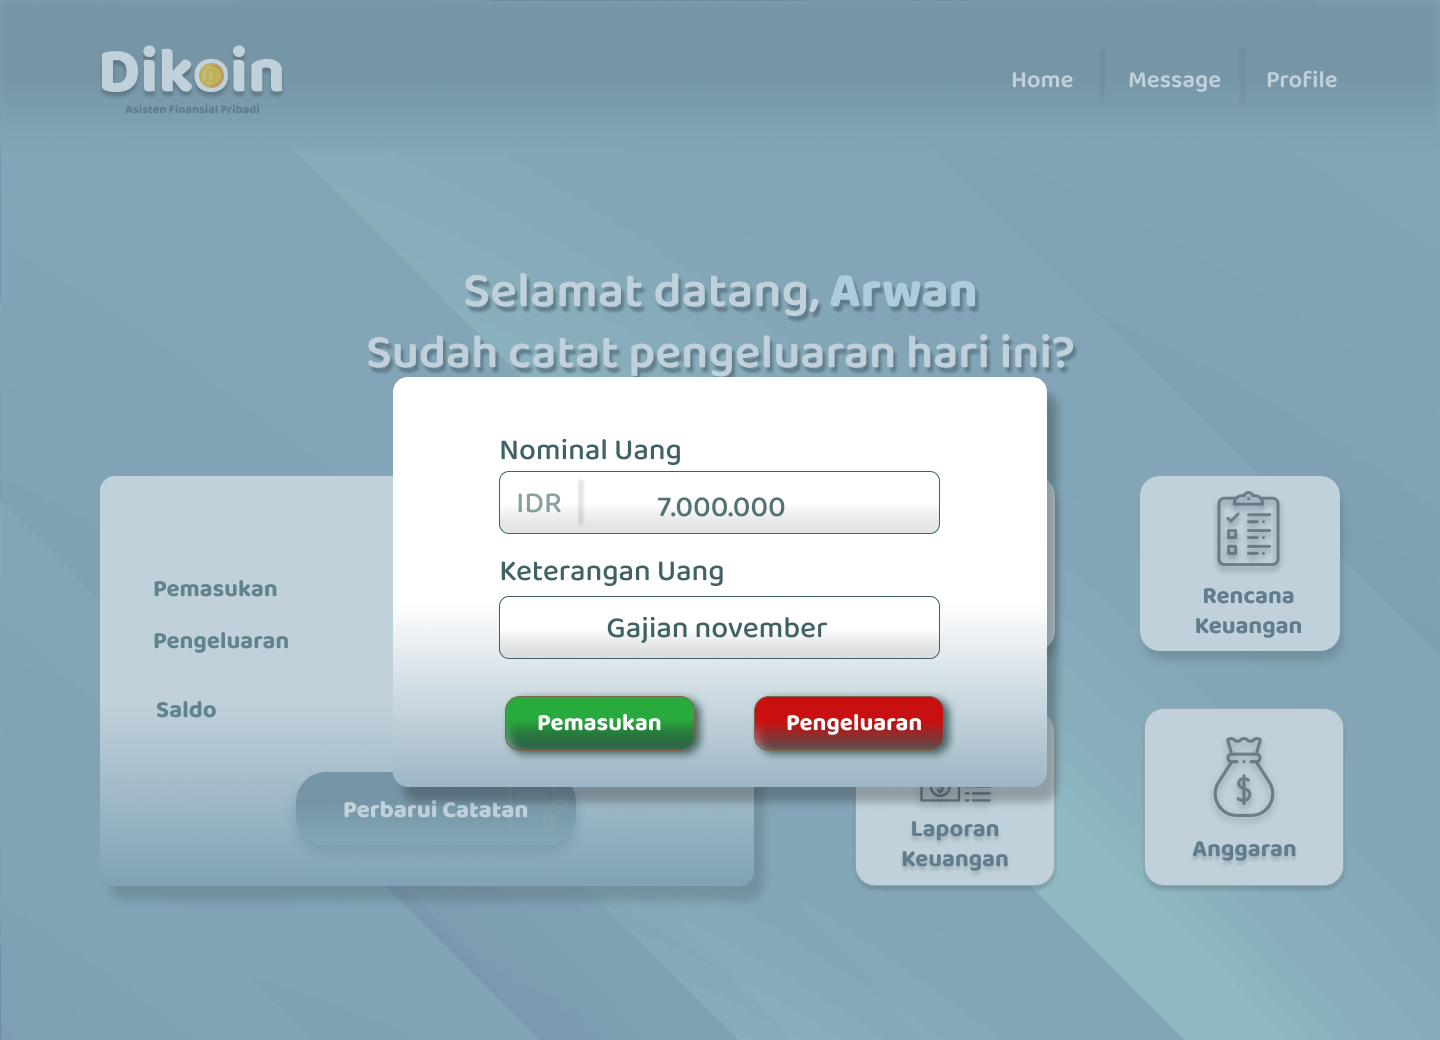 Dikoin
Asisten Finansial Pribadi
Home
Message
Profile
Selamat datang, Arwan
Sudah catat pengeluaran hari ini?
Nominal Uang
IDR
7.000.000
Keterangan Uang
Gajian november
Pemasukan
Pengeluaran
Pemasukan
Pengeluaran
Saldo
Perbarui Catatan
Rencana
Keuangan
Laporan
Keuangan
Anggaran